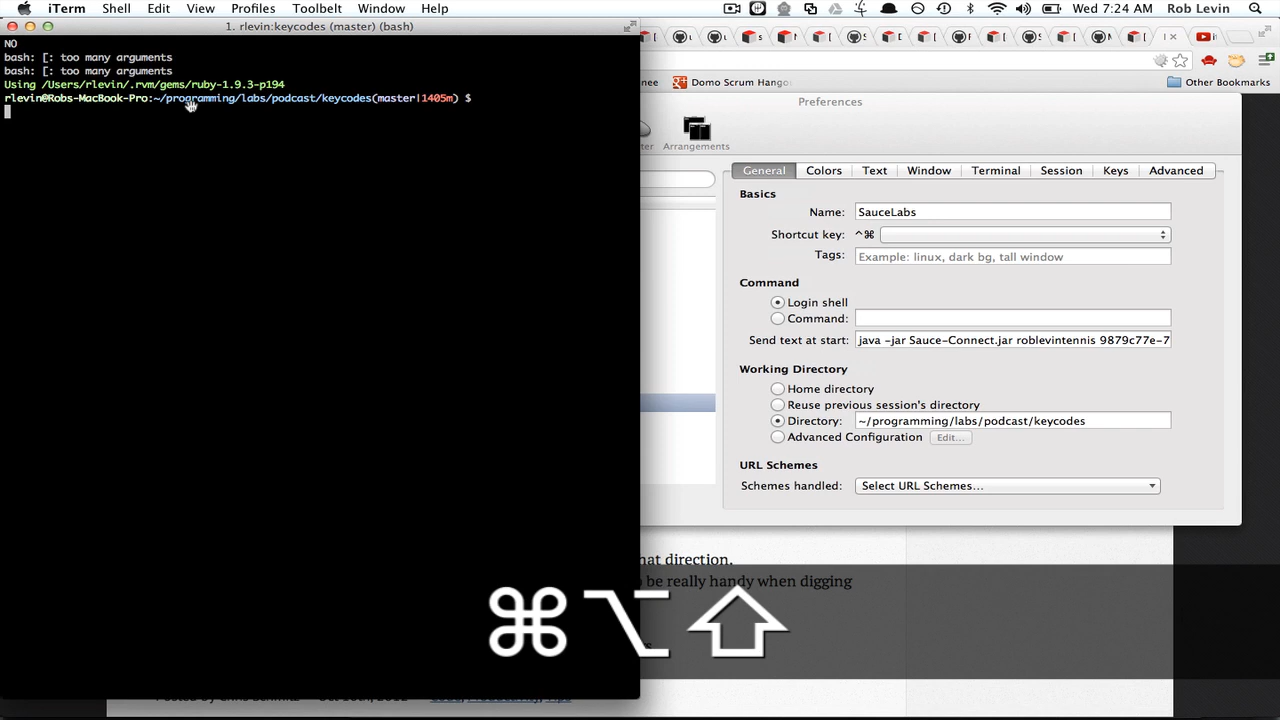 iTerm Shell Edit View Profiles Toolbelt Window Help Wed 7:24 AM Rob Levin
1. rlevin:keycodes (master) (bash)
NO
bash: [: too many arguments
bash: [: too many arguments
Using /Users/rlevin/.rvm/gems/ruby-1.9.3-p194
rlevin@Robs-MacBook-Pro:~/programming/labs/podcast/keycodes(master|1405m) $
Domo Scrum Hango
Other Bookmarks
Preferences
Arrangements
General Colors Text Window Terminal Session Keys Advanced
Basics
Name: SauceLabs
Shortcut key: ^⌘
Tags: Example: linux, dark bg, tall window
Command
Login shell
Command:
Send text at start: java -jar Sauce-Connect.jar roblevintennis 9879c77e-7
Working Directory
Home directory
Reuse previous session's directory
Directory: ~/programming/labs/podcast/keycodes
Advanced Configuration Edit...
URL Schemes
Schemes handled: Select URL Schemes...
hat direction.
be really handy when digging
⌘⌥⇧